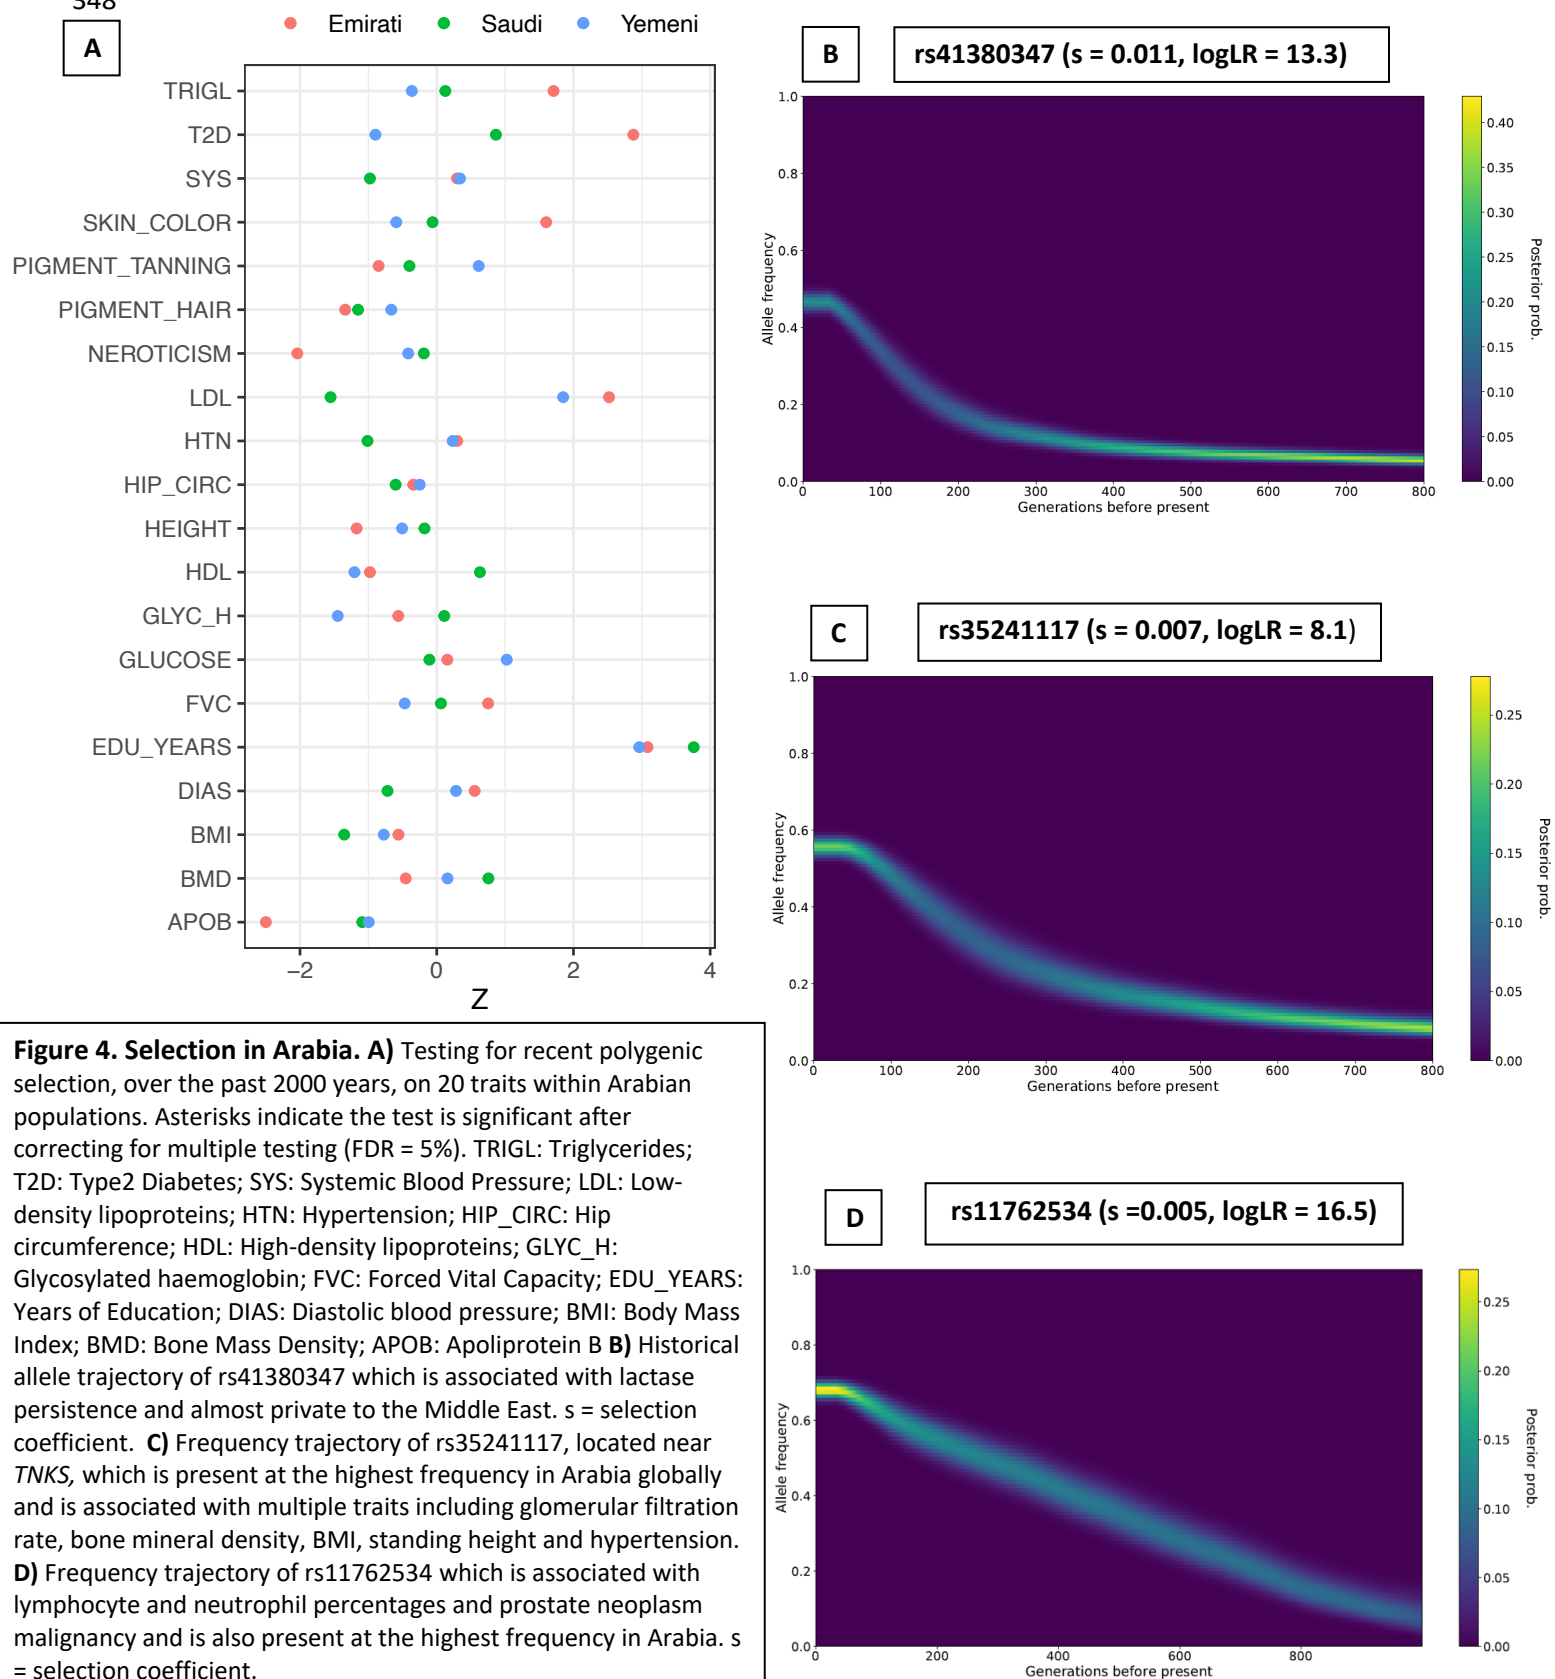 348
A
Emirati Saudi Yemeni
TRIGL
T2D
SYS
SKIN_COLOR
PIGMENT_TANNING
PIGMENT_HAIR
NEROTICISM
LDL
HTN
HIP_CIRC
HEIGHT
HDL
GLYC_H
GLUCOSE
FVC
EDU_YEARS
DIAS
BMI
BMD
APOB
−2 0 2 4
Z
B
rs41380347 (s = 0.011, logLR = 13.3)
1.0
0.8
0.6
0.4
0.2
0.0
Allele frequency
0 100 200 300 400 500 600 700 800
Generations before present
0.40
0.35
0.30
0.25
0.20
0.15
0.10
0.05
0.00
Posterior prob.
C
rs35241117 (s = 0.007, logLR = 8.1)
1.0
0.8
0.6
0.4
0.2
0.0
Allele frequency
0 100 200 300 400 500 600 700 800
Generations before present
0.25
0.20
0.15
0.10
0.05
0.00
Posterior prob.
D
rs11762534 (s =0.005, logLR = 16.5)
1.0
0.8
0.6
0.4
0.2
0.0
Allele frequency
0 200 400 600 800
Generations before present
0.25
0.20
0.15
0.10
0.05
0.00
Posterior prob.
Figure 4. Selection in Arabia. A) Testing for recent polygenic
selection, over the past 2000 years, on 20 traits within Arabian
populations. Asterisks indicate the test is significant after
correcting for multiple testing (FDR = 5%). TRIGL: Triglycerides;
T2D: Type2 Diabetes; SYS: Systemic Blood Pressure; LDL: Low-
density lipoproteins; HTN: Hypertension; HIP_CIRC: Hip
circumference; HDL: High-density lipoproteins; GLYC_H:
Glycosylated haemoglobin; FVC: Forced Vital Capacity; EDU_YEARS:
Years of Education; DIAS: Diastolic blood pressure; BMI: Body Mass
Index; BMD: Bone Mass Density; APOB: Apoliprotein B B) Historical
allele trajectory of rs41380347 which is associated with lactase
persistence and almost private to the Middle East. s = selection
coefficient. C) Frequency trajectory of rs35241117, located near
TNKS, which is present at the highest frequency in Arabia globally
and is associated with multiple traits including glomerular filtration
rate, bone mineral density, BMI, standing height and hypertension.
D) Frequency trajectory of rs11762534 which is associated with
lymphocyte and neutrophil percentages and prostate neoplasm
malignancy and is also present at the highest frequency in Arabia. s
= selection coefficient.